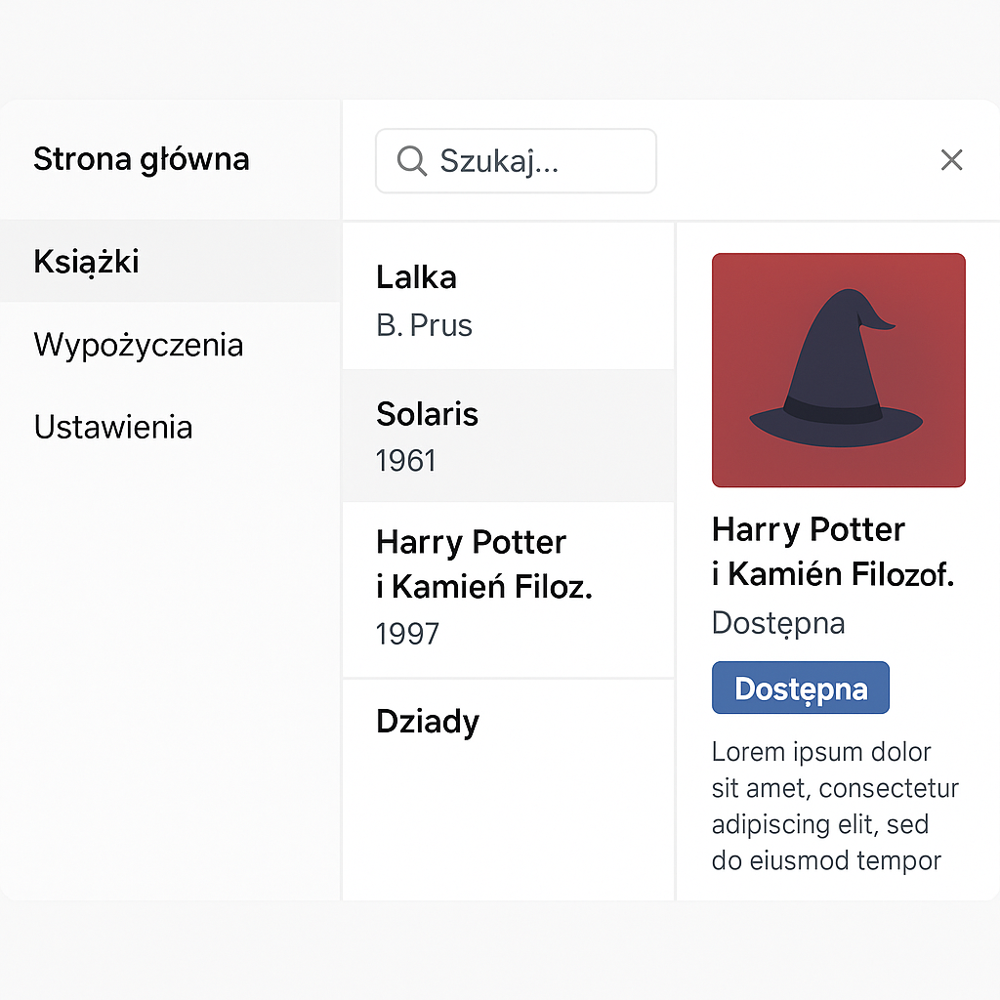 Strona główna
Książki
Wypożyczenia
Ustawienia
Szukaj...
Lalka
B. Prus
Solaris
1961
Harry Potter
i Kamień Filoz.
1997
Dziady
Harry Potter
i Kamién Filozof.
Dostępna
Dostępna
Lorem ipsum dolor
sit amet, consectetur
adipiscing elit, sed
do eiusmod tempor